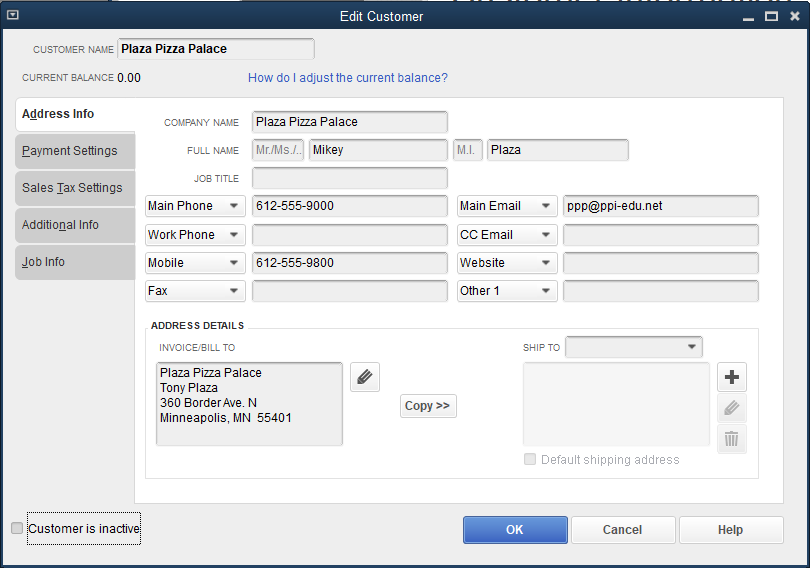 Edit Customer
CUSTOMER NAME Plaza Pizza Palace
CURRENT BALANCE 0.00 How do I adjust the current balance?
Address Info
Payment Settings
Sales Tax Settings
Additional Info
Job Info
COMPANY NAME Plaza Pizza Palace
FULL NAME Mr./Ms./.. Mikey M.I. Plaza
JOB TITLE
Main Phone 612-555-9000 Main Email ppp@ppi-edu.net
Work Phone CC Email
Mobile 612-555-9800 Website
Fax Other 1
ADDRESS DETAILS
INVOICE/BILL TO
Plaza Pizza Palace
Tony Plaza
360 Border Ave. N
Minneapolis, MN 55401
Copy >>
SHIP TO
Default shipping address
Customer is inactive
OK Cancel Help